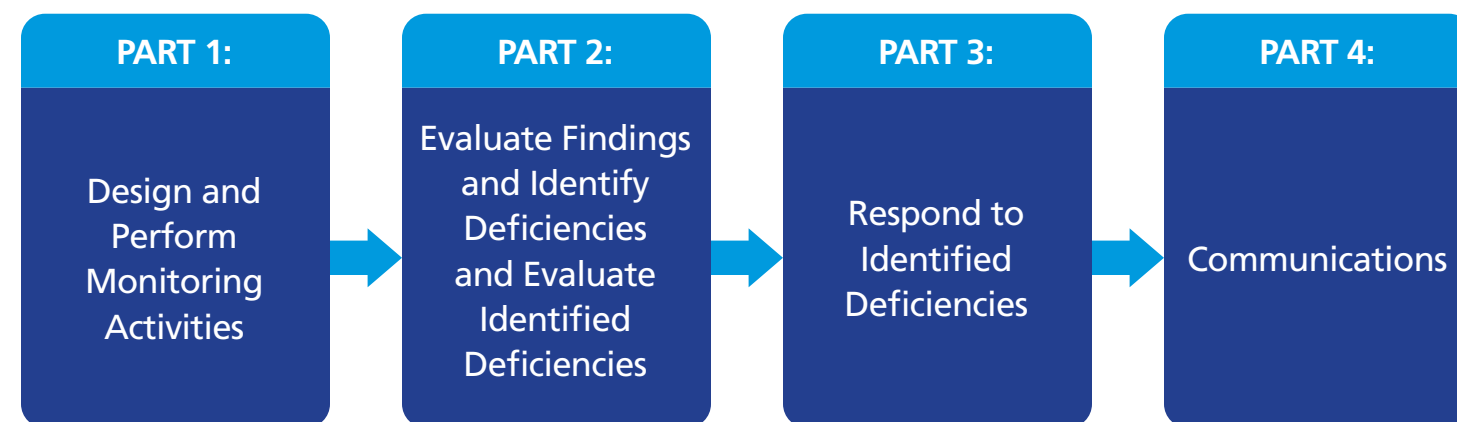 PART 1:
Design and
Perform
Monitoring
Activities
PART 2:
Evaluate Findings
and Identify
Deficiencies
and Evaluate
Identified
Deficiencies
PART 3:
Respond to
Identified
Deficiencies
PART 4:
Communications